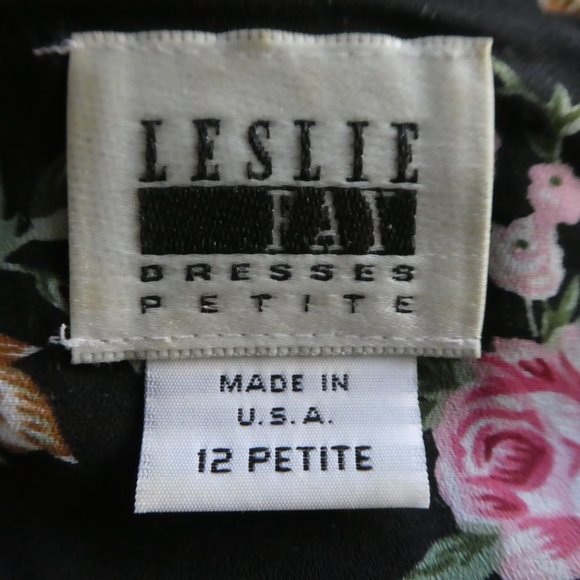 LESLIE
FAY
DRESSES
PETITE
MADE IN
U.S.A.
12 PETITE